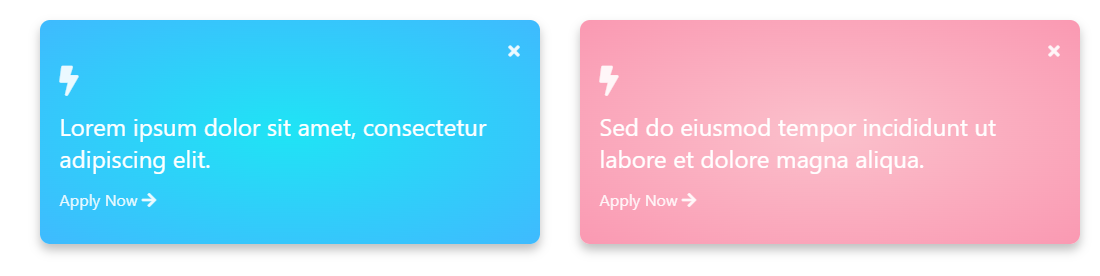 Lorem ipsum dolor sit amet, consectetur
adipiscing elit.
Apply Now
Sed do eiusmod tempor incididunt ut
labore et dolore magna aliqua.
Apply Now